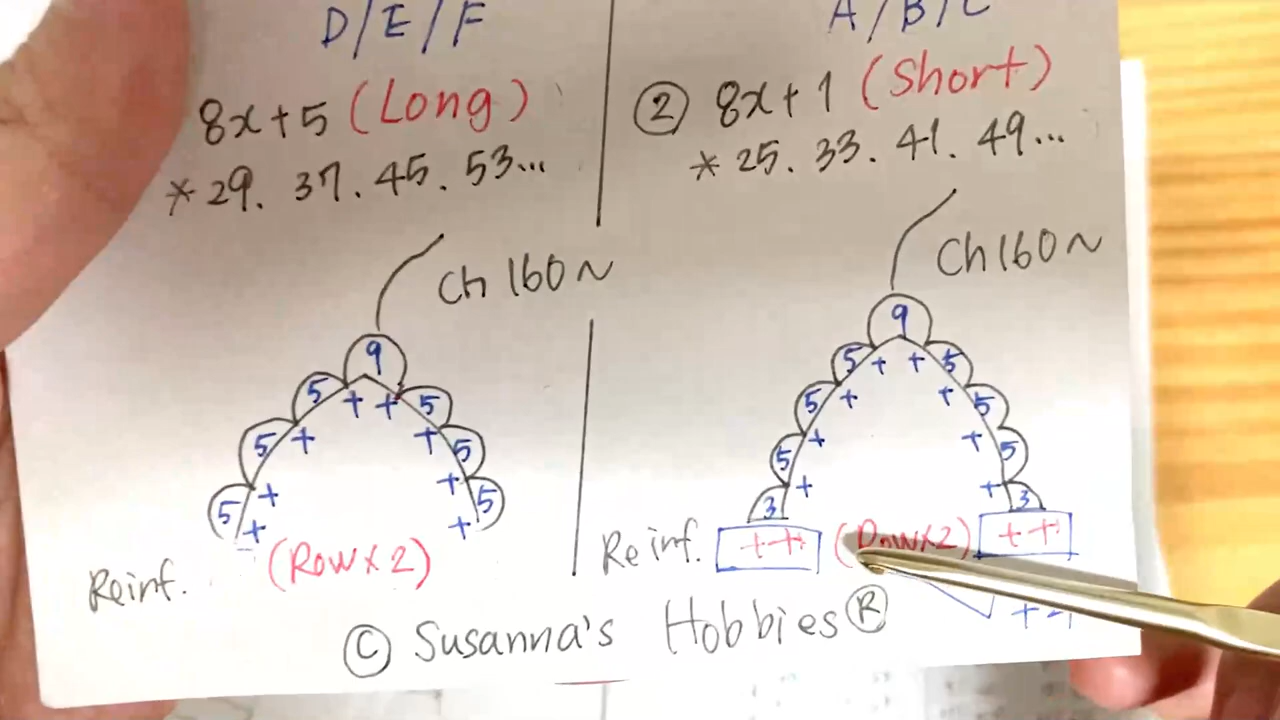 D/E/F
8x+5 (Long)
*29. 37. 45. 53...
Ch 160~
9
5 + + 5
5 + + 5
5 + + 5
+ +
Reinf. (Row x 2)
A/B/C
② 8x+1 (Short)
*25. 33. 41. 49...
Ch 160~
9
5 + + 5
5 + + 5
5 + + 5
3 + + 3
Reinf. ++ (Row x 2) ++
++
© Susanna's Hobbies®